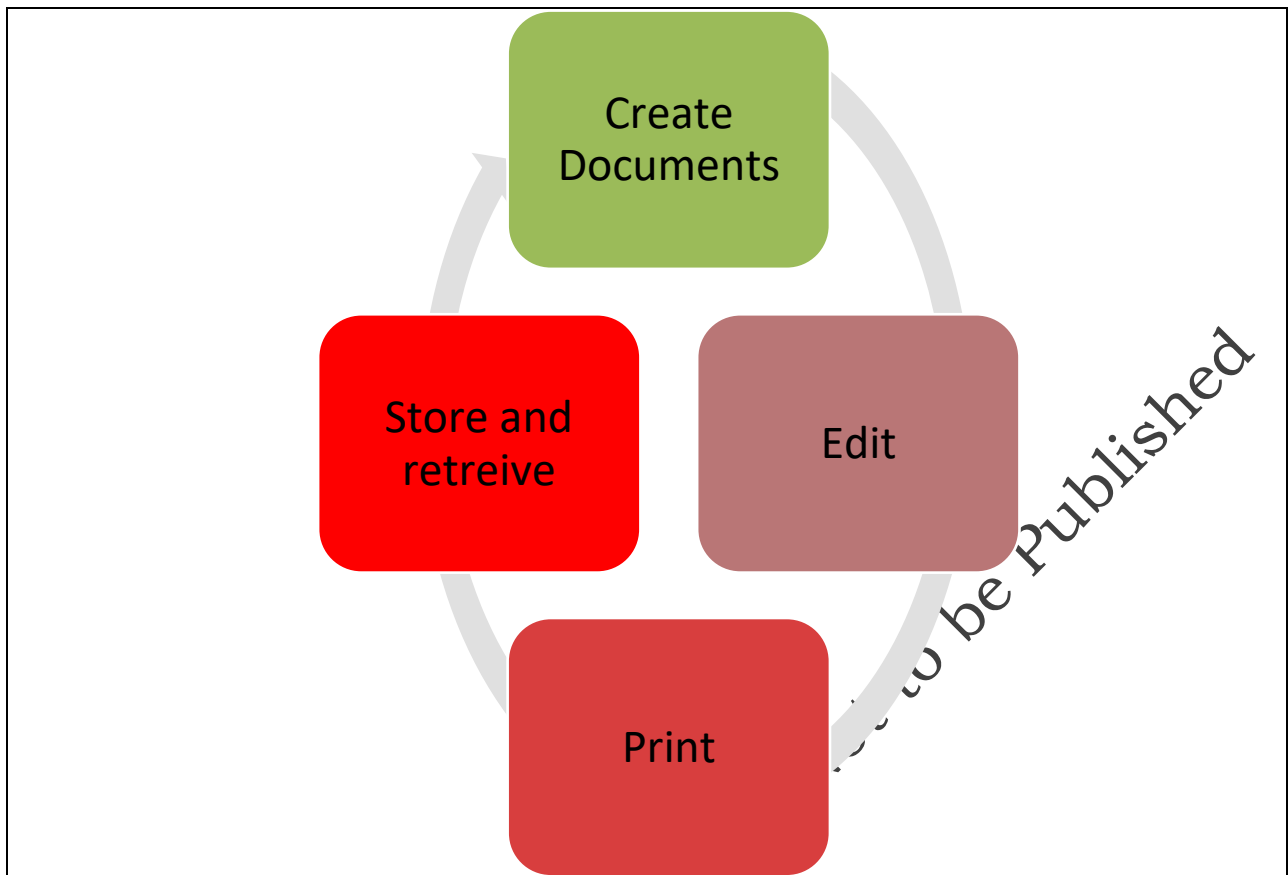 Create
Documents
Store and
retreive
Edit
to be Published
Print